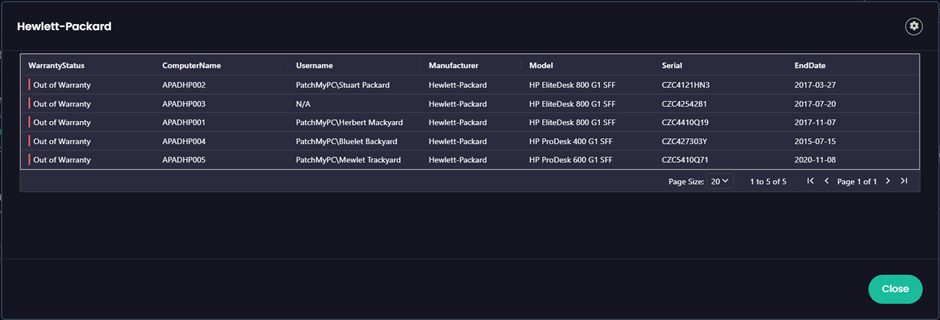 Hewlett-Packard
WarrantyStatus ComputerName Username Manufacturer Model Serial EndDate
Out of Warranty APADHP002 PatchMyPC\Stuart Packard Hewlett-Packard HP EliteDesk 800 G1 SFF CZC4121HN3 2017-03-27
Out of Warranty APADHP003 N/A Hewlett-Packard HP EliteDesk 800 G1 SFF CZC42542B1 2017-07-20
Out of Warranty APADHP001 PatchMyPC\Herbert Mackyard Hewlett-Packard HP EliteDesk 800 G1 SFF CZC4410Q19 2017-11-07
Out of Warranty APADHP004 PatchMyPC\Bluelet Backyard Hewlett-Packard HP ProDesk 400 G1 SFF CZC427303Y 2015-07-15
Out of Warranty APADHP005 PatchMyPC\Mewlet Trackyard Hewlett-Packard HP ProDesk 600 G1 SFF CZC5410Q71 2020-11-08
Page Size: 20 1 to 5 of 5 Page 1 of 1
Close